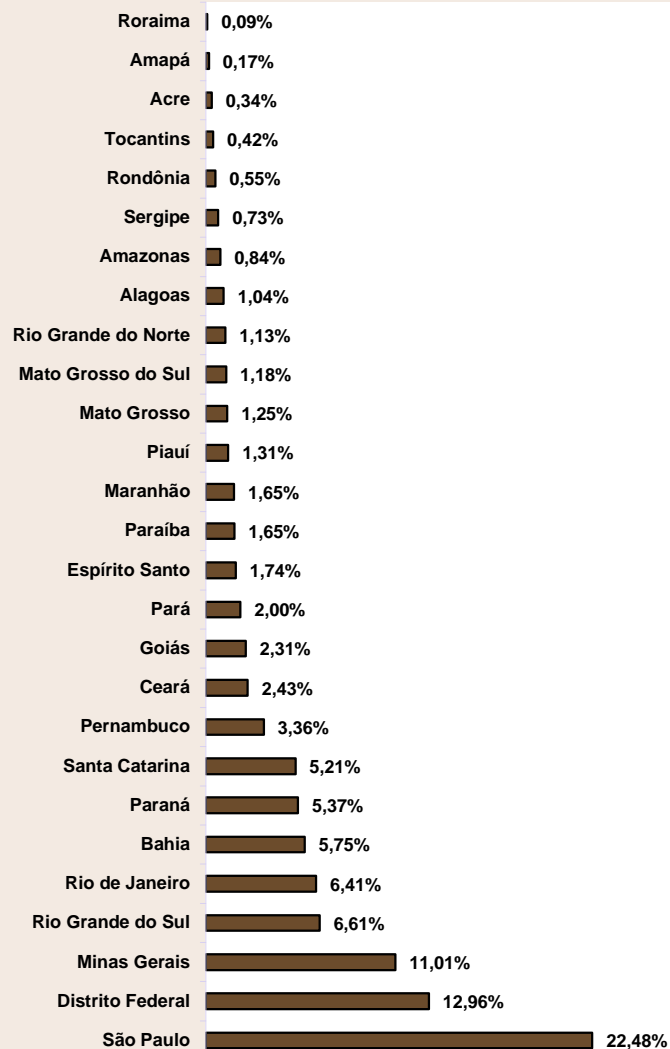 Roraima 0,09%
Amapá 0,17%
Acre 0,34%
Tocantins 0,42%
Rondônia 0,55%
Sergipe 0,73%
Amazonas 0,84%
Alagoas 1,04%
Rio Grande do Norte 1,13%
Mato Grosso do Sul 1,18%
Mato Grosso 1,25%
Piauí 1,31%
Maranhão 1,65%
Paraíba 1,65%
Espírito Santo 1,74%
Pará 2,00%
Goiás 2,31%
Ceará 2,43%
Pernambuco 3,36%
Santa Catarina 5,21%
Paraná 5,37%
Bahia 5,75%
Rio de Janeiro 6,41%
Rio Grande do Sul 6,61%
Minas Gerais 11,01%
Distrito Federal 12,96%
São Paulo 22,48%